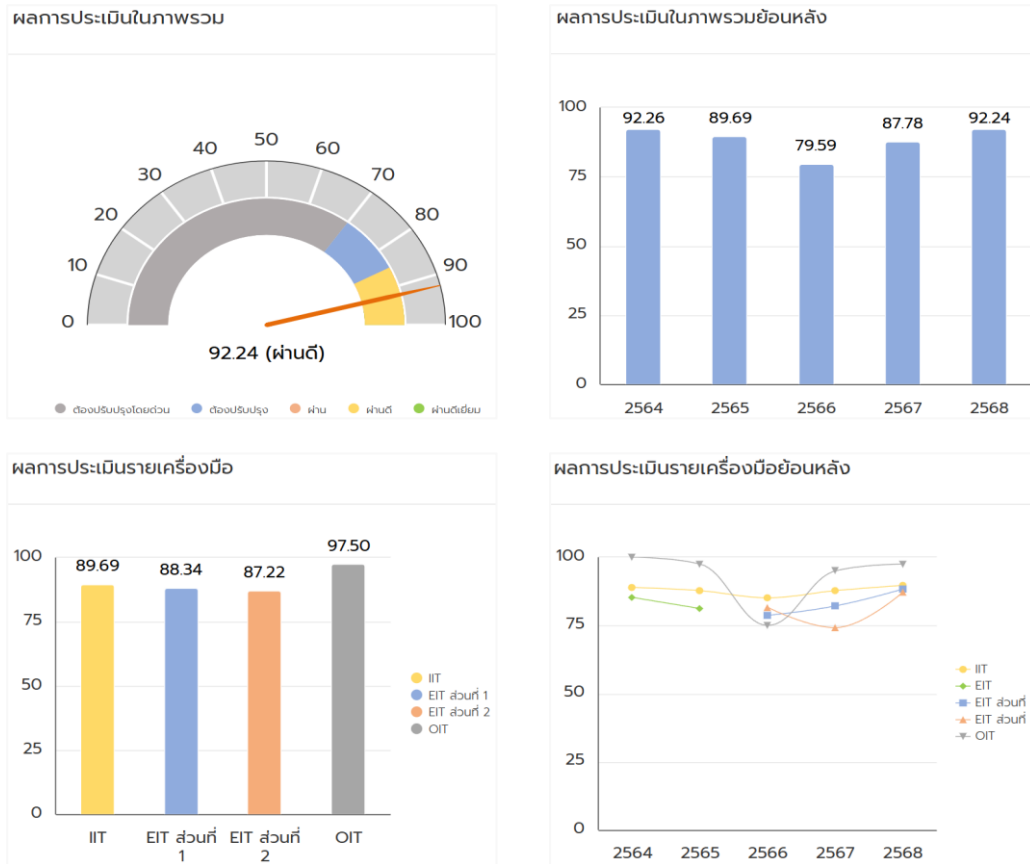 ผลการประเมินในภาพรวม
0
10
20
30
40
50
60
70
80
90
100
92.24 (ผ่านดี)
ต้องปรับปรุงโดยด่วน ต้องปรับปรุง ผ่าน ผ่านดี ผ่านดีเยี่ยม
ผลการประเมินในภาพรวมย้อนหลัง
100
75
50
25
0
92.26 89.69 79.59 87.78 92.24
2564 2565 2566 2567 2568
ผลการประเมินรายเครื่องมือ
100
75
50
25
0
89.69 88.34 87.22 97.50
IIT EIT ส่วนที่ 1 EIT ส่วนที่ 2 OIT
IIT
EIT ส่วนที่ 1
EIT ส่วนที่ 2
OIT
ผลการประเมินรายเครื่องมือย้อนหลัง
100
75
50
25
0
2564 2565 2566 2567 2568
IIT
EIT
EIT ส่วนที่
EIT ส่วนที่
OIT